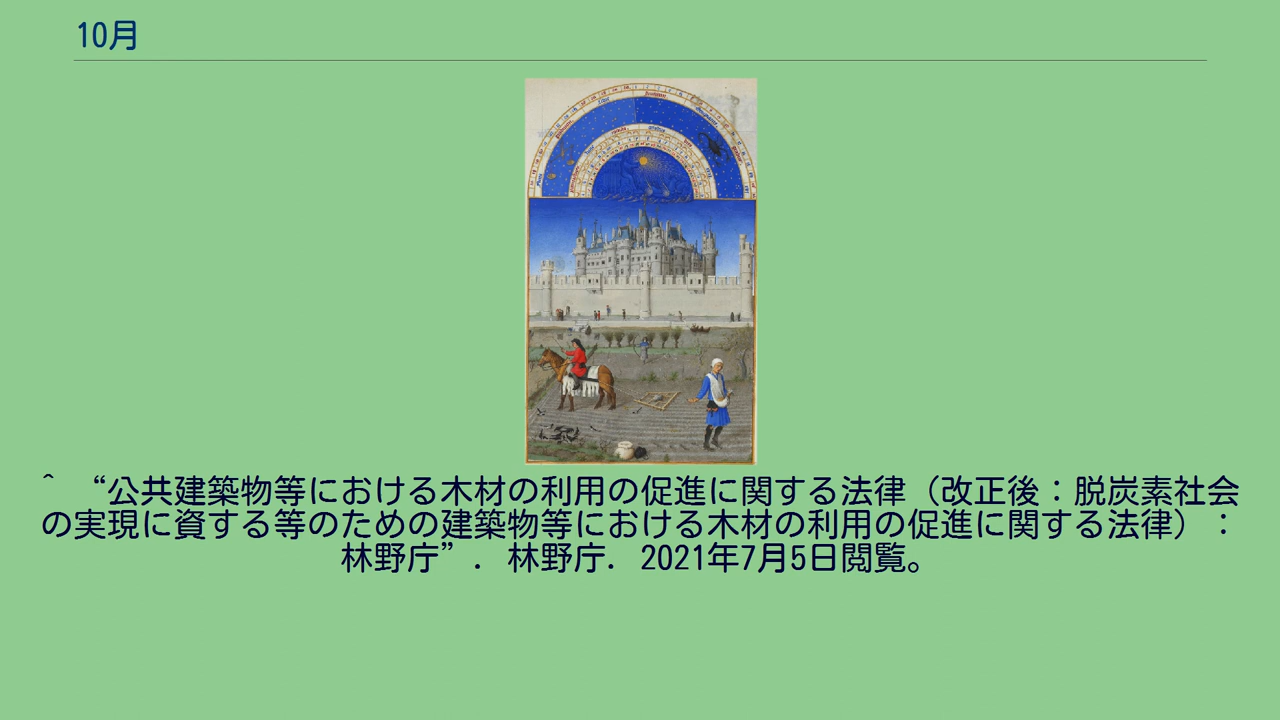 10月
^ “公共建築物等における木材の利用の促進に関する法律（改正後：脱炭素社会
の実現に資する等のための建築物等における木材の利用の促進に関する法律）：
林野庁”. 林野庁. 2021年7月5日閲覧。